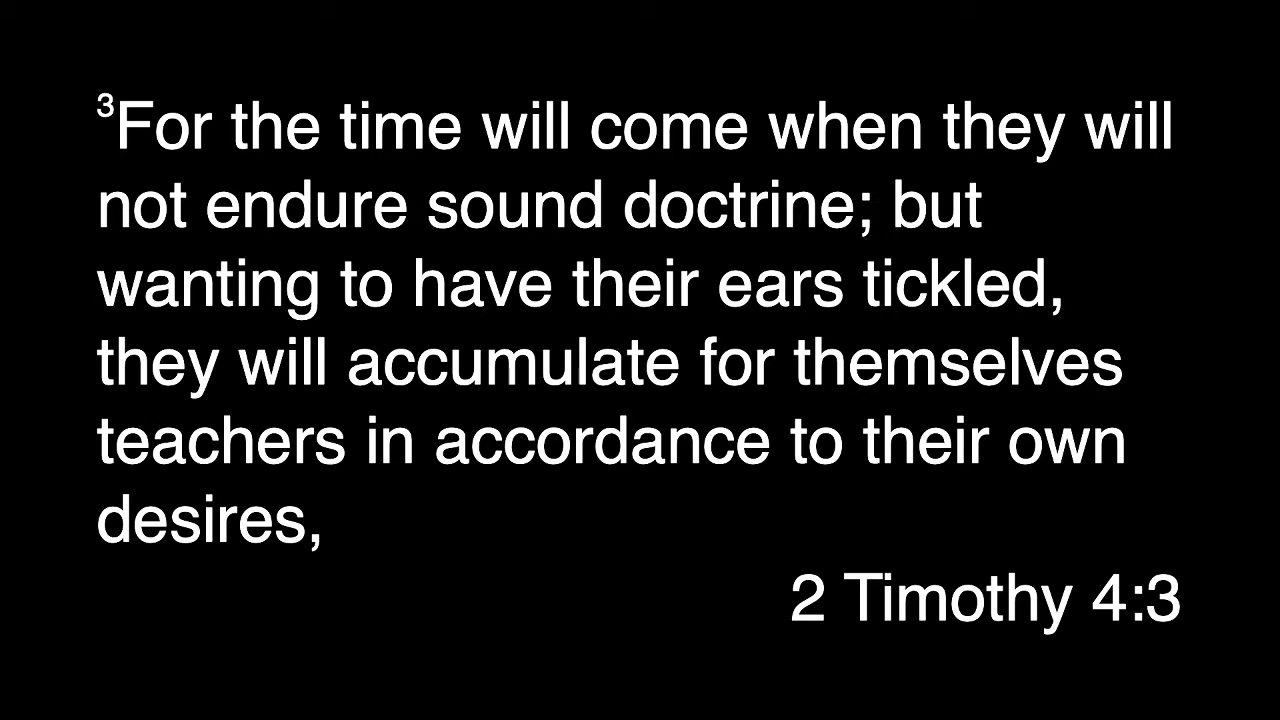 ³For the time will come when they will
not endure sound doctrine; but
wanting to have their ears tickled,
they will accumulate for themselves
teachers in accordance to their own
desires,
2 Timothy 4:3